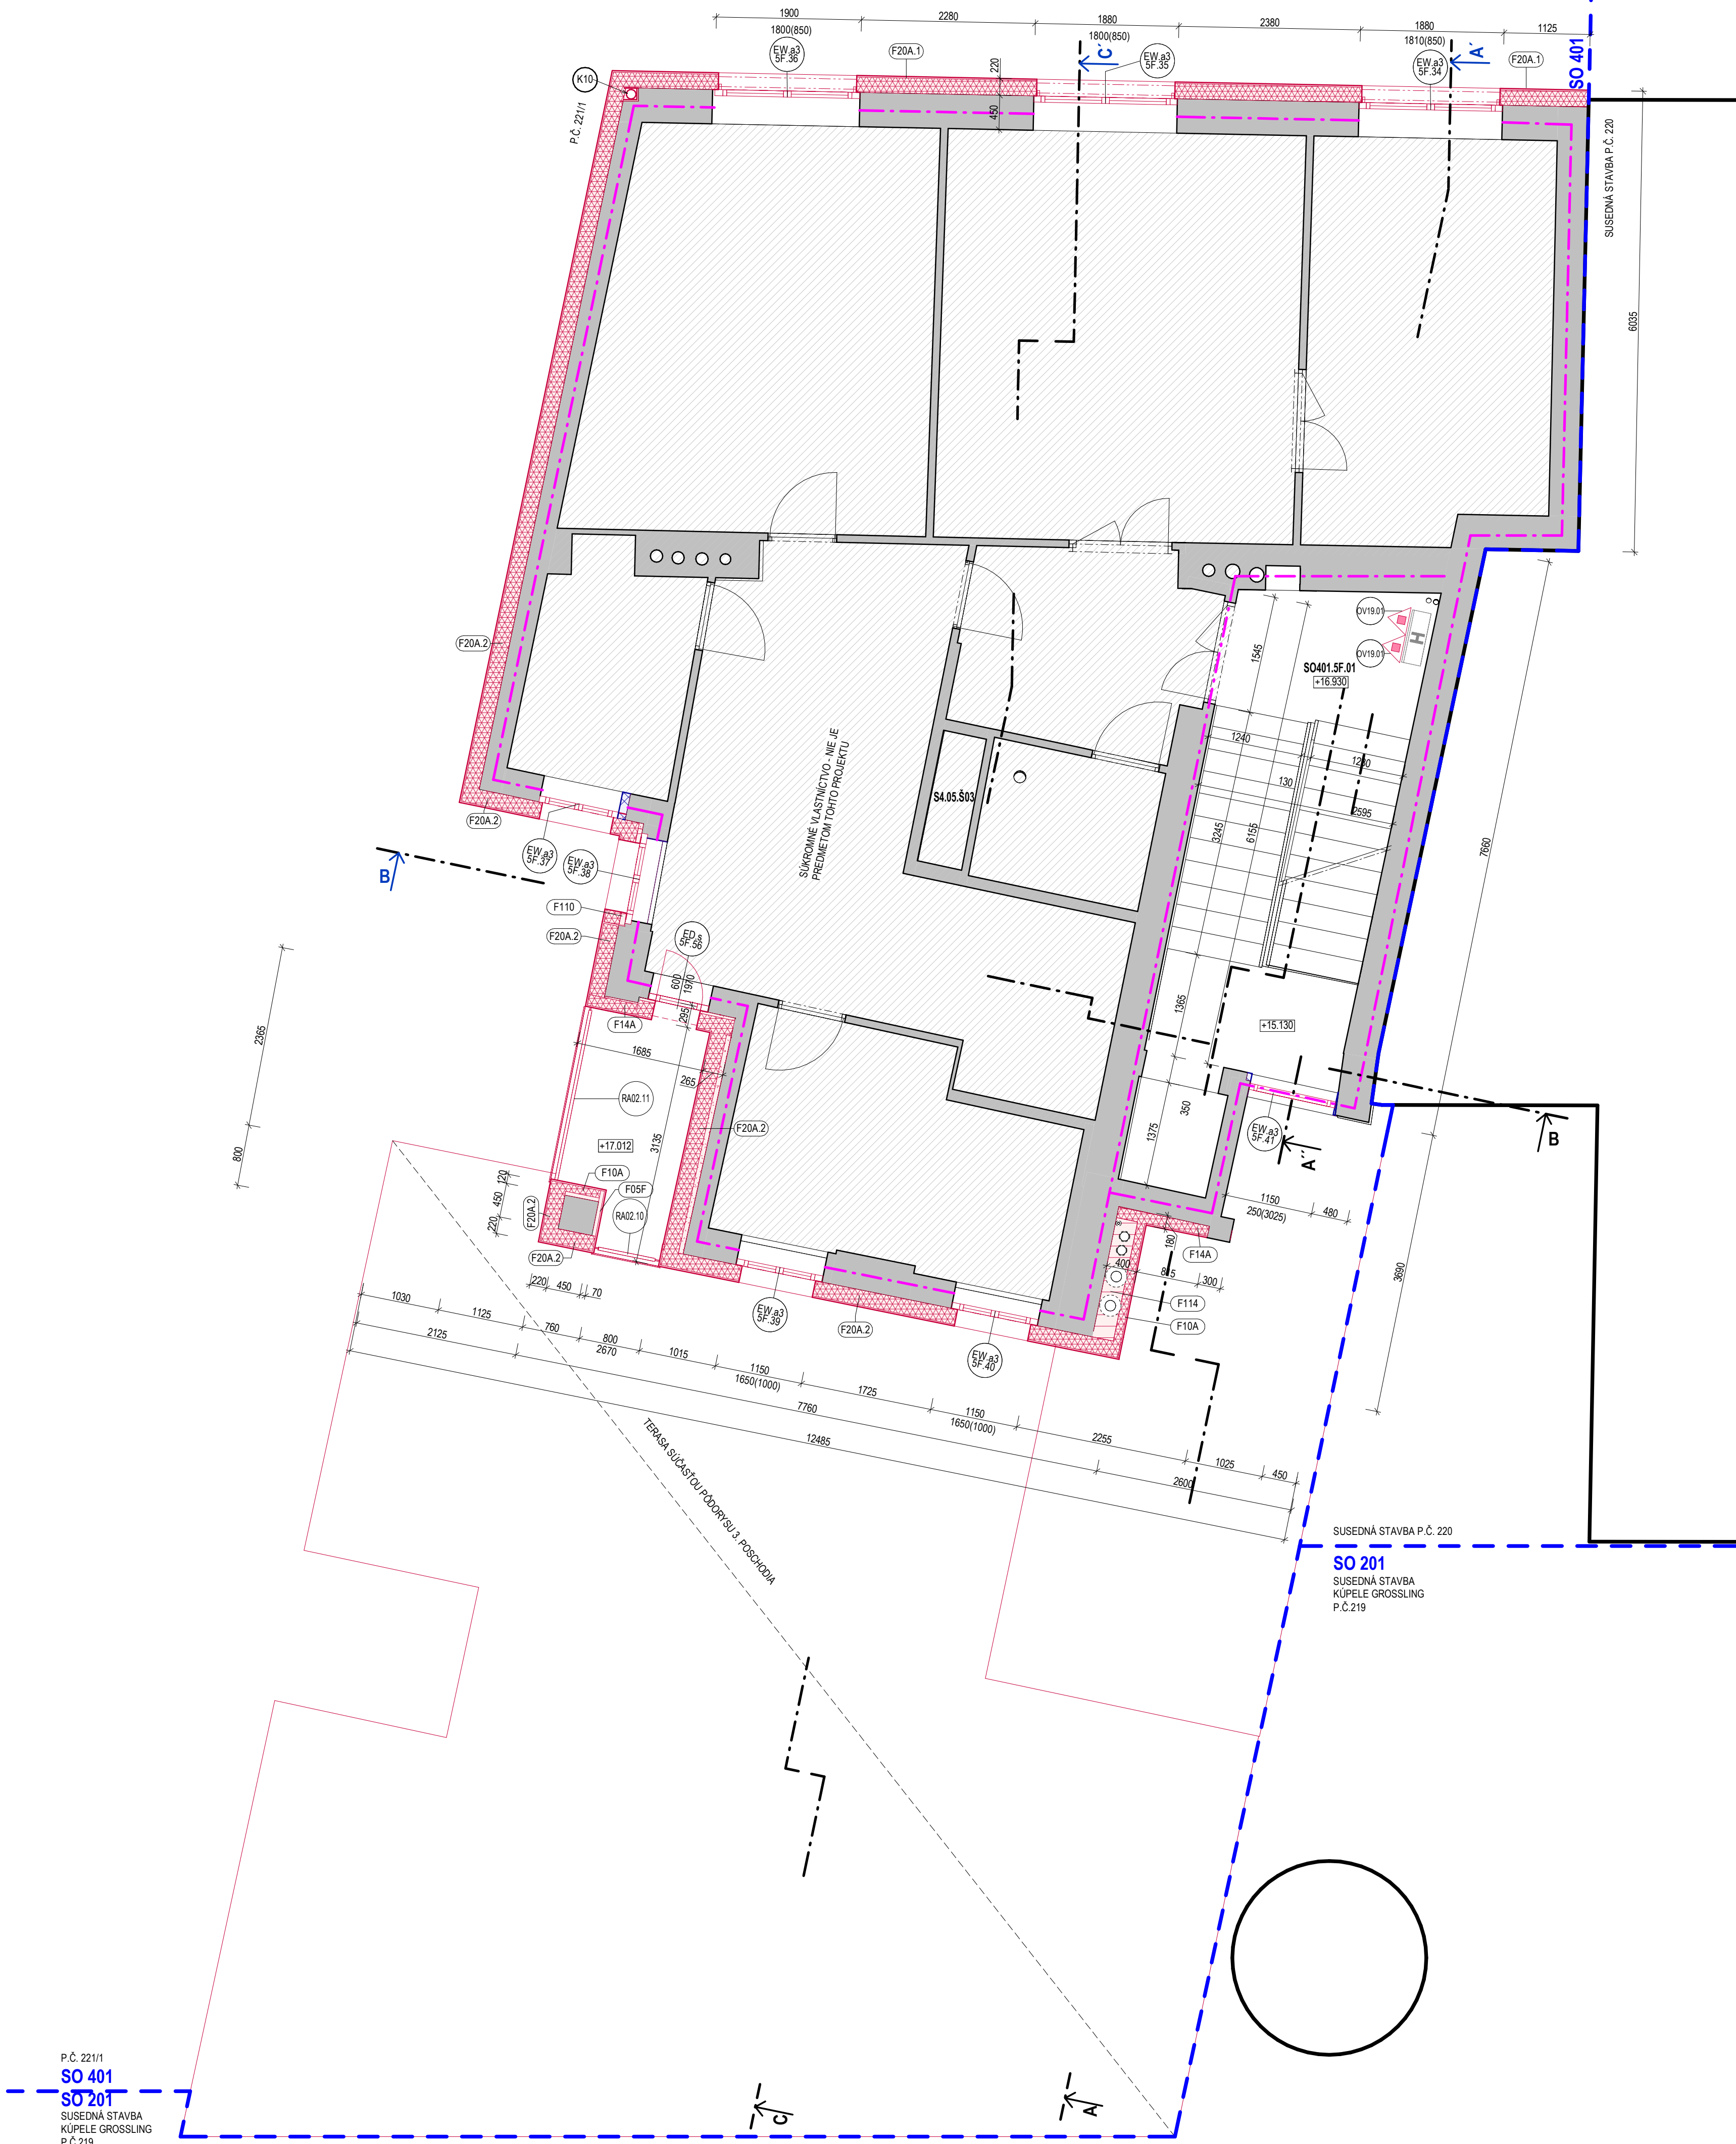 1900
2280
1880
2380
1880
1125
1800(850)
1800(850)
1810(850)
EW.a3
5F.36
F20A.1
EW.a3
5F.35
EW.a3
5F.34
F20A.1
C´
A´
SO 401
K10
P.Č. 221/1
220
450
SUSEDNÁ STAVBA P.Č. 220
6035
OV19.01
OV19.01
H
SO401.5F.01
+16.930
1545
F20A.2
1240
1200
130
2595
3245
6155
7660
SÚKROMNÉ VLASTNÍCTVO - NIE JE
PREDMETOM TOHTO PROJEKTU
S4.05.Š03
F20A.2
EW.a3
5F.37
EW.a3
5F.38
B
F110
F20A.2
ED.s
5F.56
600
1970
295
F14A
1365
+15.130
2365
1685
265
RA02.11
350
1375
EW.a3
5F.41
A´´
B
800
F20A.2
+17.012
3135
F10A
F05F
RA02.10
120
450
220
F20A.2
F20A.2
1150
250(3025)
480
180
F14A
400
815
300
F114
F10A
3690
220
450
70
EW.a3
5F.39
F20A.2
EW.a3
5F.40
1030
1125
760
800
2670
1015
1150
1650(1000)
1725
1150
1650(1000)
2255
1025
450
2125
7760
2600
12485
TERASA SÚČASŤOU PÔDORYSU 3. POSCHODIA
SUSEDNÁ STAVBA P.Č. 220
SO 201
SUSEDNÁ STAVBA
KÚPELE GROSSLING
P.Č.219
P.Č. 221/1
SO 401
SO 201
SUSEDNÁ STAVBA
KÚPELE GROSSLING
P.Č.219
C
A